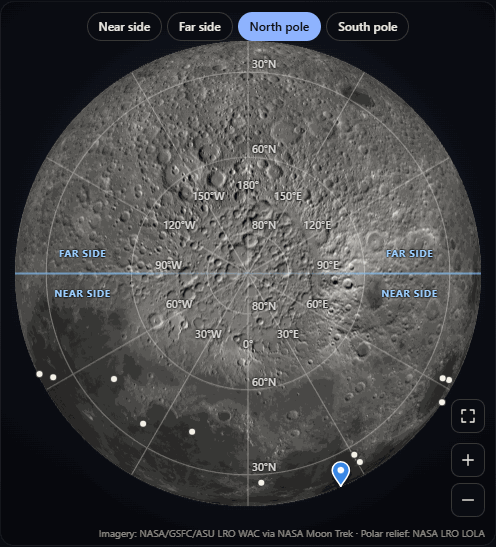 Near side Far side North pole South pole
30°N
60°N
180°
150°W 150°E
120°W 80°N 120°E
FAR SIDE FAR SIDE
90°W 90°E
NEAR SIDE NEAR SIDE
60°W 80°N 60°E
30°W 30°E
0°
60°N
30°N
+
−
Imagery: NASA/GSFC/ASU LRO WAC via NASA Moon Trek · Polar relief: NASA LRO LOLA